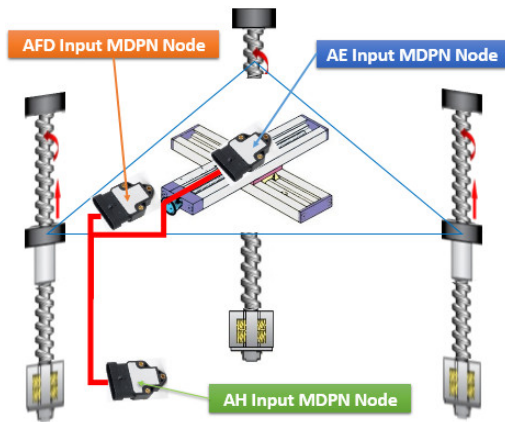 AFD Input MDPN Node
AE Input MDPN Node
AH Input MDPN Node